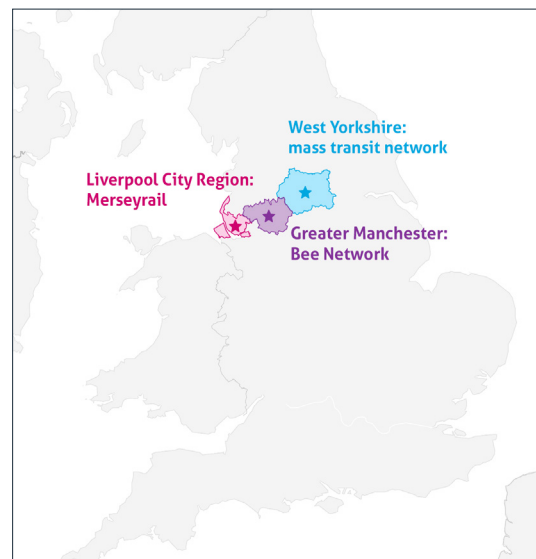 West Yorkshire:
mass transit network
Liverpool City Region:
Merseyrail
Greater Manchester:
Bee Network